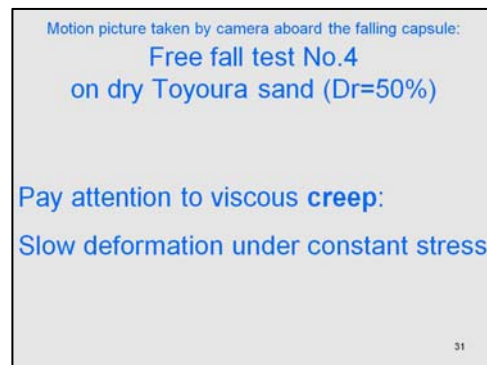 Motion picture taken by camera aboard the falling capsule:
Free fall test No.4
on dry Toyoura sand (Dr=50%)
Pay attention to viscous creep:
Slow deformation under constant stress
31